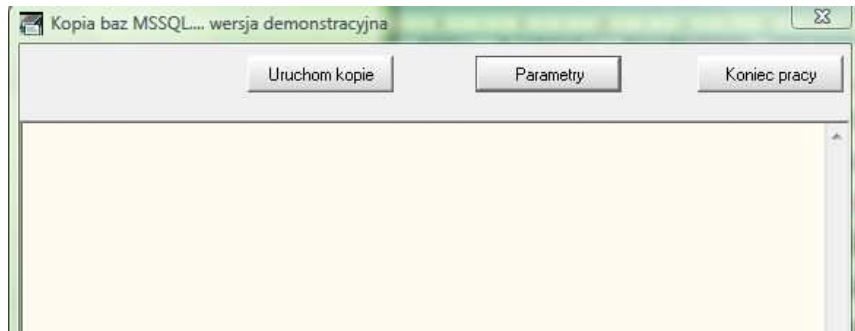 Kopia baz MSSQL.... wersja demonstracyjna
Uruchom kopie Parametry Koniec pracy